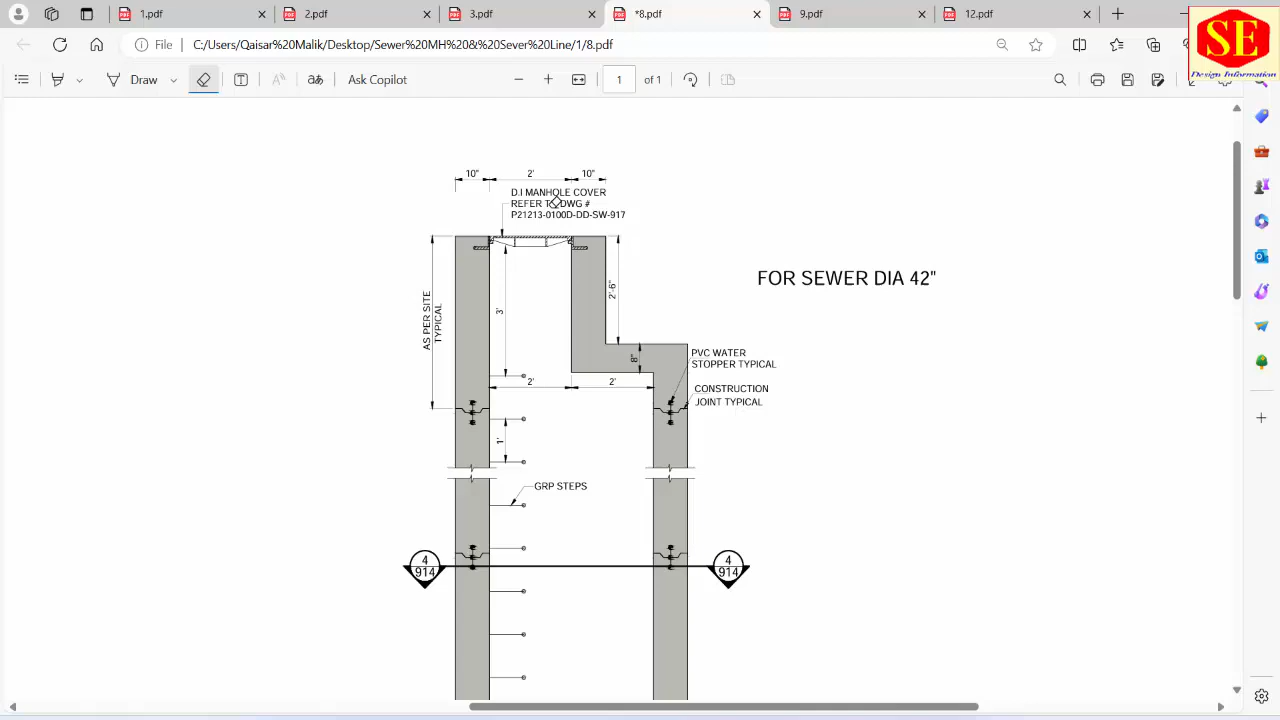 1.pdf
2.pdf
3.pdf
*8.pdf
9.pdf
12.pdf
File
C:/Users/Qaisar%20Malik/Desktop/Sewer%20MH%20&%20Sever%20line/1/8.pdf
SE
Design Information
Draw
Ask Copilot
1
of 1
10"
2'
10"
D.I MANHOLE COVER
REFER TO DWG #
P21213-0100D-DD-SW-917
AS PER SITE
TYPICAL
3'
2'-6"
FOR SEWER DIA 42"
8"
PVC WATER
STOPPER TYPICAL
2'
2'
CONSTRUCTION
JOINT TYPICAL
1'
GRP STEPS
4
914
4
914